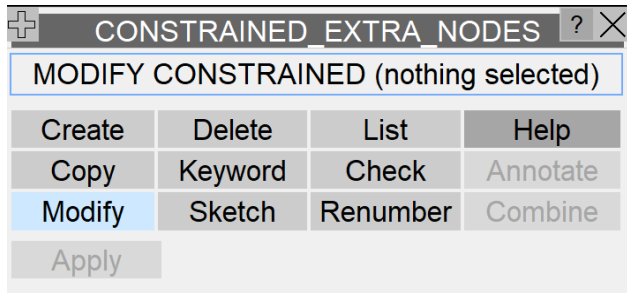 CONSTRAINED_EXTRA_NODES ?
MODIFY CONSTRAINED (nothing selected)
Create Delete List Help
Copy Keyword Check Annotate
Modify Sketch Renumber Combine
Apply